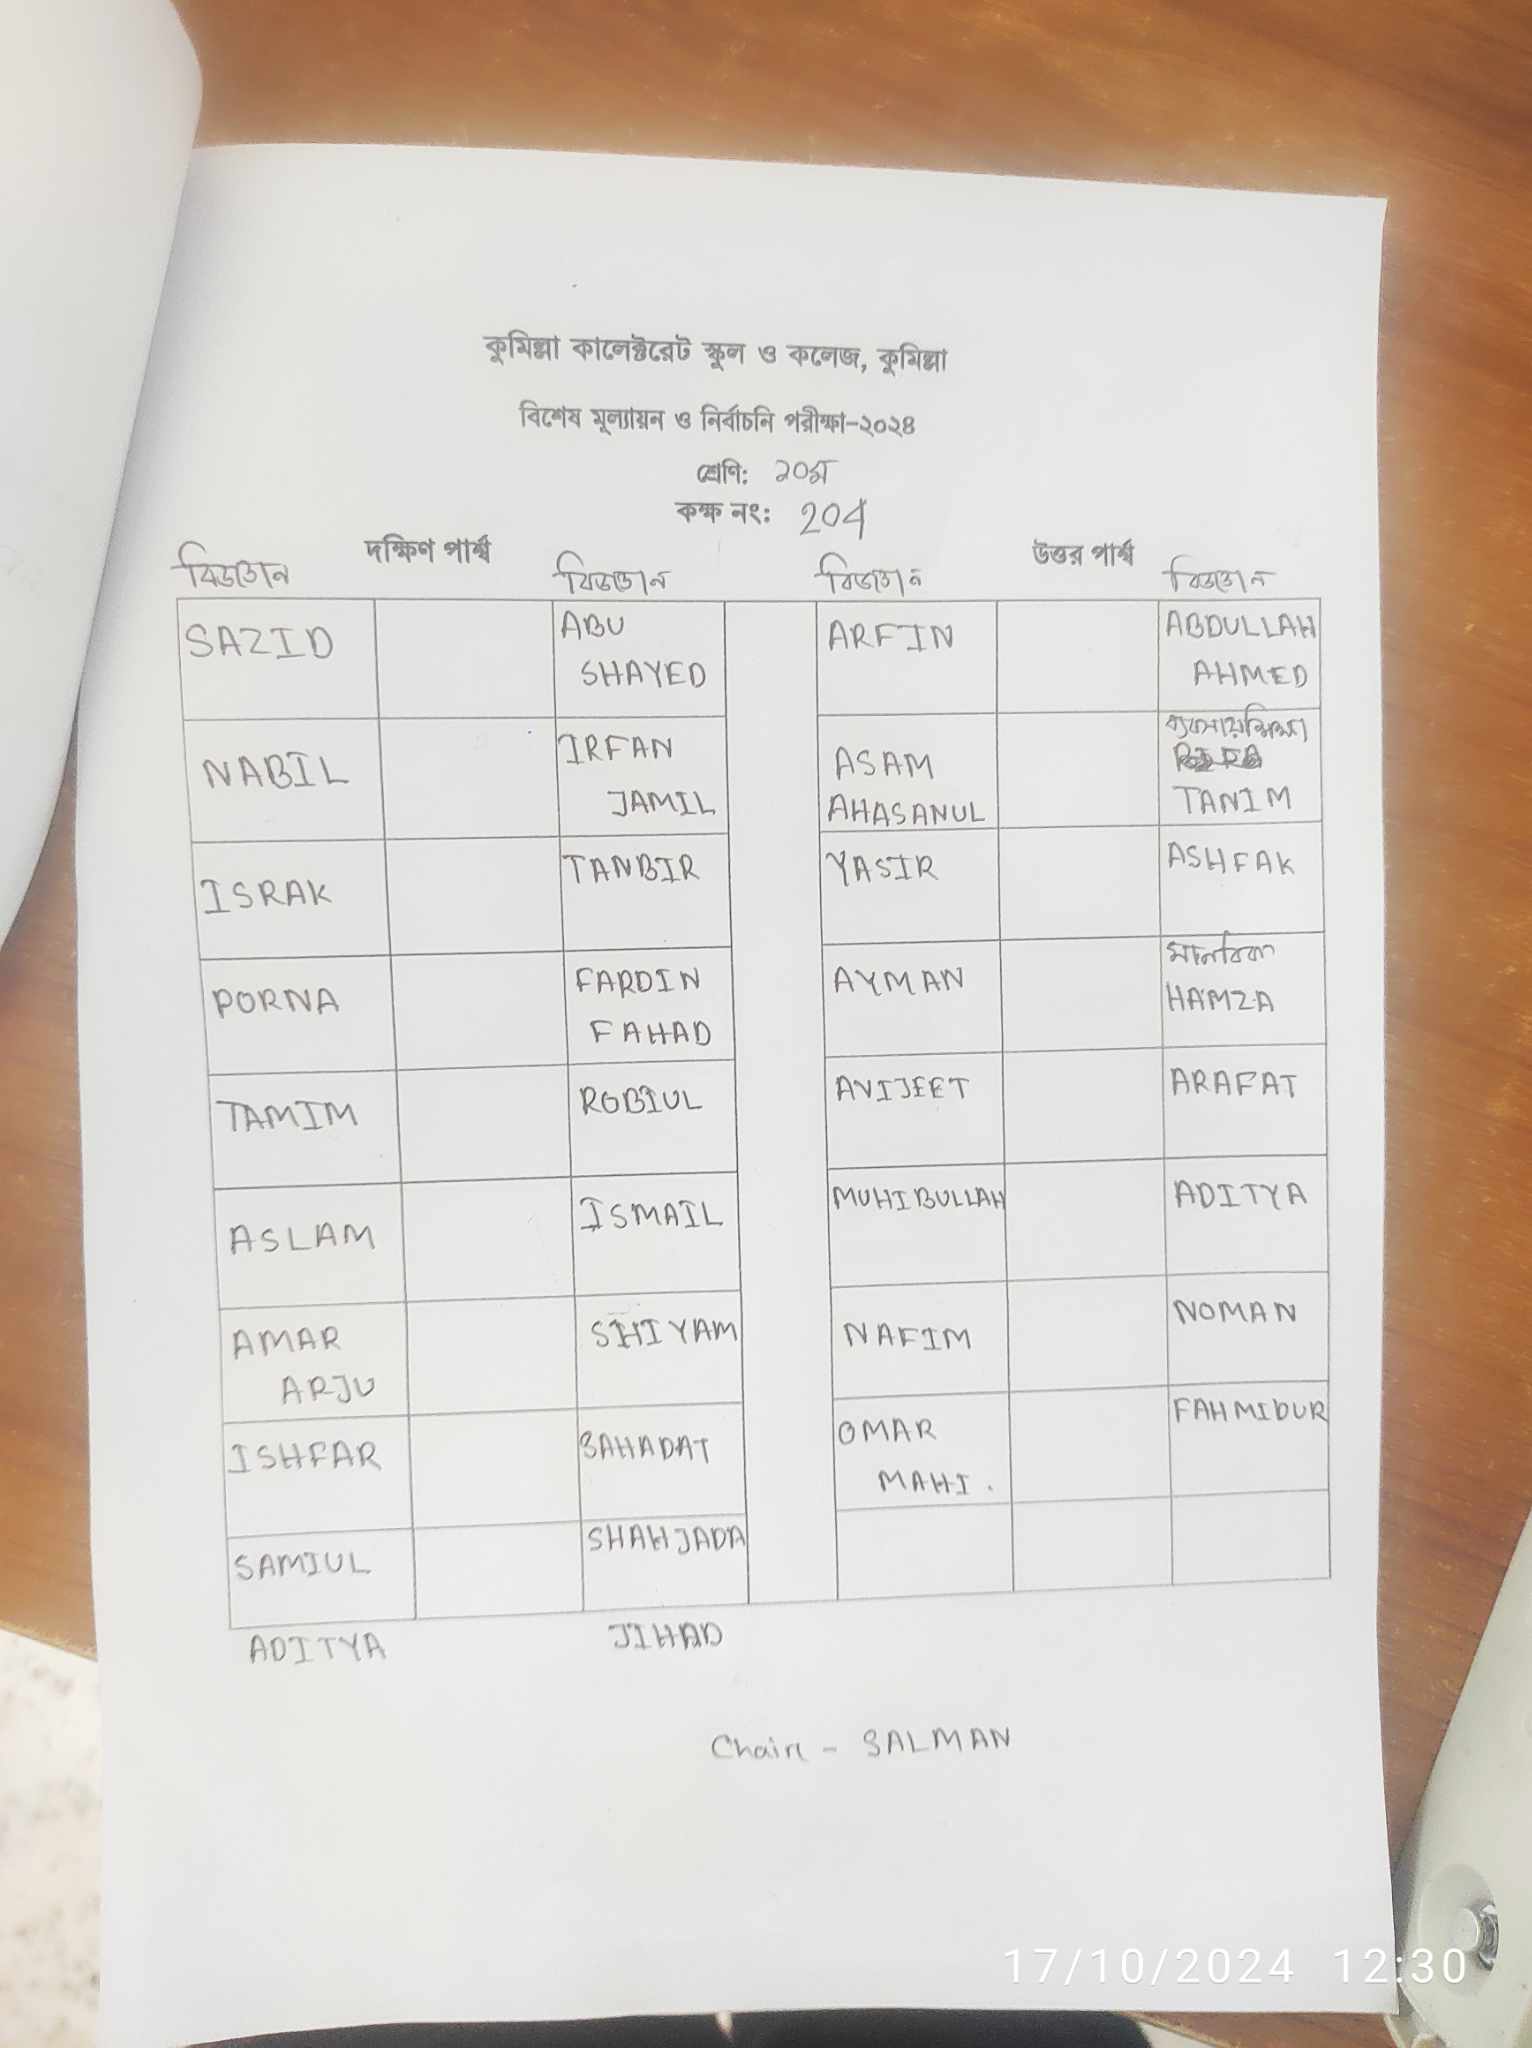 কুমিল্লা কালেক্টরেট স্কুল ও কলেজ, কুমিল্লা
বিশেষ মূল্যায়ন ও নির্বাচনি পরীক্ষা-২০২৪
শ্রেণি: ১০ম
কক্ষ নং: 204
দক্ষিণ পার্শ্ব উত্তর পার্শ্ব
বিজ্ঞান বিজ্ঞান বিজ্ঞান বিজ্ঞান
SAZID ABU ARFIN ABDULLAH
SHAYED AHMED
ব্যবসায় শিক্ষা
NABIL IRFAN ASAM
JAMIL AHASANUL TANIM
ISRAK TANBIR YASIR ASHFAK
মানবিক
PORNA FARDIN AYMAN HAMZA
FAHAD
TAMIM ROBIUL AVIJEET ARAFAT
ASLAM ISMAIL MUHIBULLAH ADITYA
AMAR SHIYAM NAFIM NOMAN
ARJU
ISHFAR SAHADAT OMAR FAHMIDUR
MAHI.
SAMIUL SHAHJADA
ADITYA JIHAD
Chair - SALMAN
17/10/2024 12:30